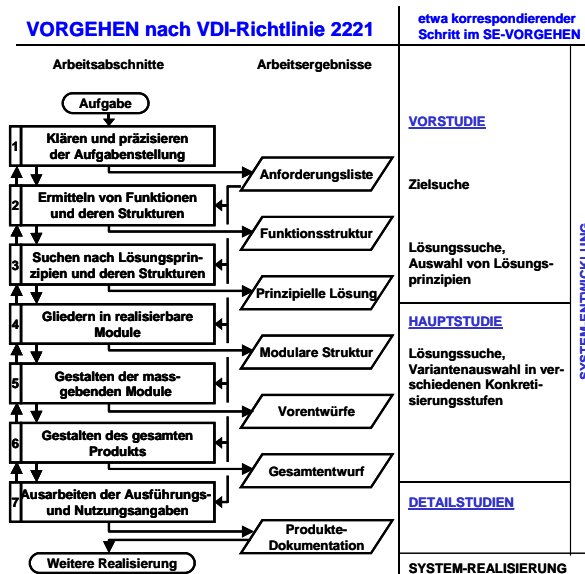 VORGEHEN nach VDI-Richtlinie 2221
etwa korrespondierender
Schritt im SE-VORGEHEN
Arbeitsabschnitte
Arbeitsergebnisse
Aufgabe
1
Klären und präzisieren
der Aufgabenstellung
Anforderungsliste
2
Ermitteln von Funktionen
und deren Strukturen
Funktionsstruktur
3
Suchen nach Lösungsprin-
zipien und deren Strukturen
Prinzipielle Lösung
4
Gliedern in realisierbare
Module
Modulare Struktur
5
Gestalten der mass-
gebenden Module
Vorentwürfe
6
Gestalten des gesamten
Produkts
Gesamtentwurf
7
Ausarbeiten der Ausführungs-
und Nutzungsangaben
Produkte-
Dokumentation
Weitere Realisierung
VORSTUDIE
Zielsuche
Lösungssuche,
Auswahl von Lösungs-
prinzipien
HAUPTSTUDIE
Lösungssuche,
Variantenauswahl in ver-
schiedenen Konkreti-
sierungsstufen
DETAILSTUDIEN
SYSTEM-REALISIERUNG
SYSTEM-ENTWICKLUNG